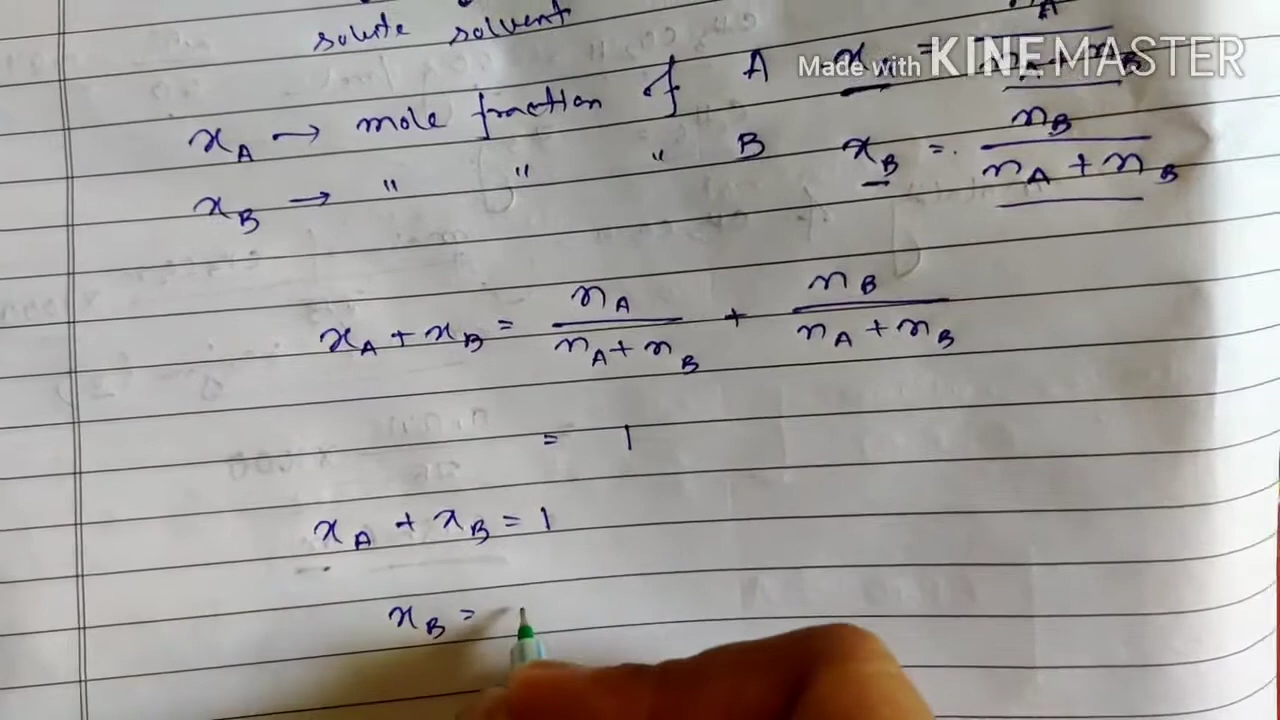 solute solvent
x_A → mole fraction of A x_A =
Made with KINEMASTER
x_B → " " " B x_B = n_B / (n_A + n_B)
x_A + x_B = n_A / (n_A + n_B) + n_B / (n_A + n_B)
= 1
x_A + x_B = 1
x_B =